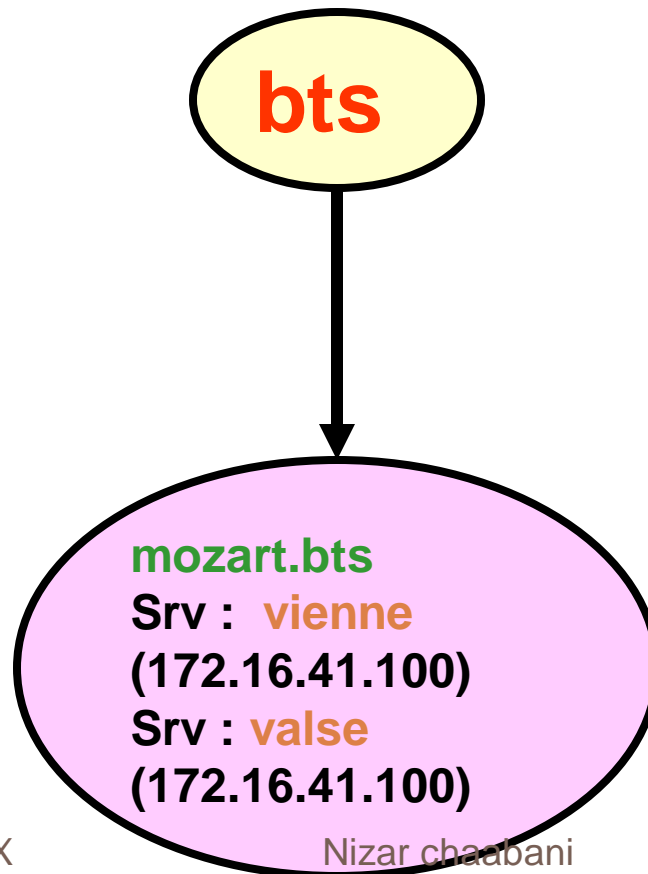 bts
mozart.bts
Srv : vienne
(172.16.41.100)
Srv : valse
(172.16.41.100)
X
Nizar chaabani